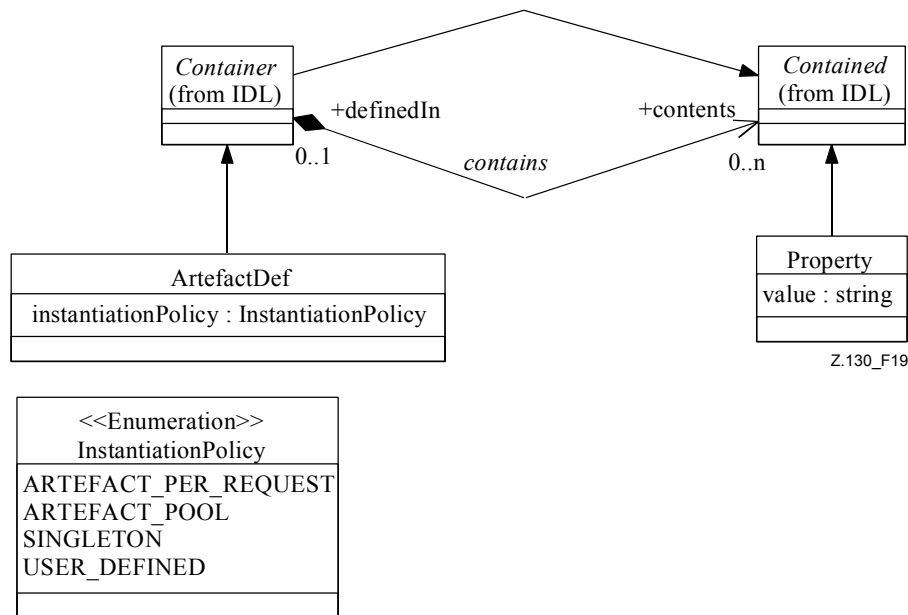 Container
(from IDL)
Contained
(from IDL)
+definedIn
+contents
0..1
contains
0..n
ArtefactDef
instantiationPolicy : InstantiationPolicy
Property
value : string
Z.130_F19
<<Enumeration>>
InstantiationPolicy
ARTEFACT_PER_REQUEST
ARTEFACT_POOL
SINGLETON
USER_DEFINED